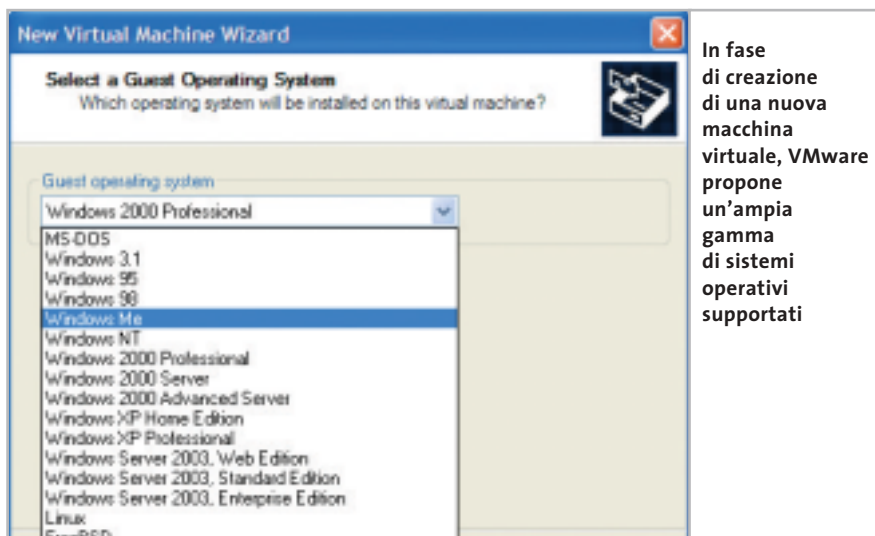 New Virtual Machine Wizard
Select a Guest Operating System
Which operating system will be installed on this virtual machine?
Guest operating system
Windows 2000 Professional
MS-DOS
Windows 3.1
Windows 95
Windows 98
Windows Me
Windows NT
Windows 2000 Professional
Windows 2000 Server
Windows 2000 Advanced Server
Windows XP Home Edition
Windows XP Professional
Windows Server 2003, Web Edition
Windows Server 2003, Standard Edition
Windows Server 2003, Enterprise Edition
Linux
FreeBSD
In fase
di creazione
di una nuova
macchina
virtuale, VMware
propone
un'ampia
gamma
di sistemi
operativi
supportati